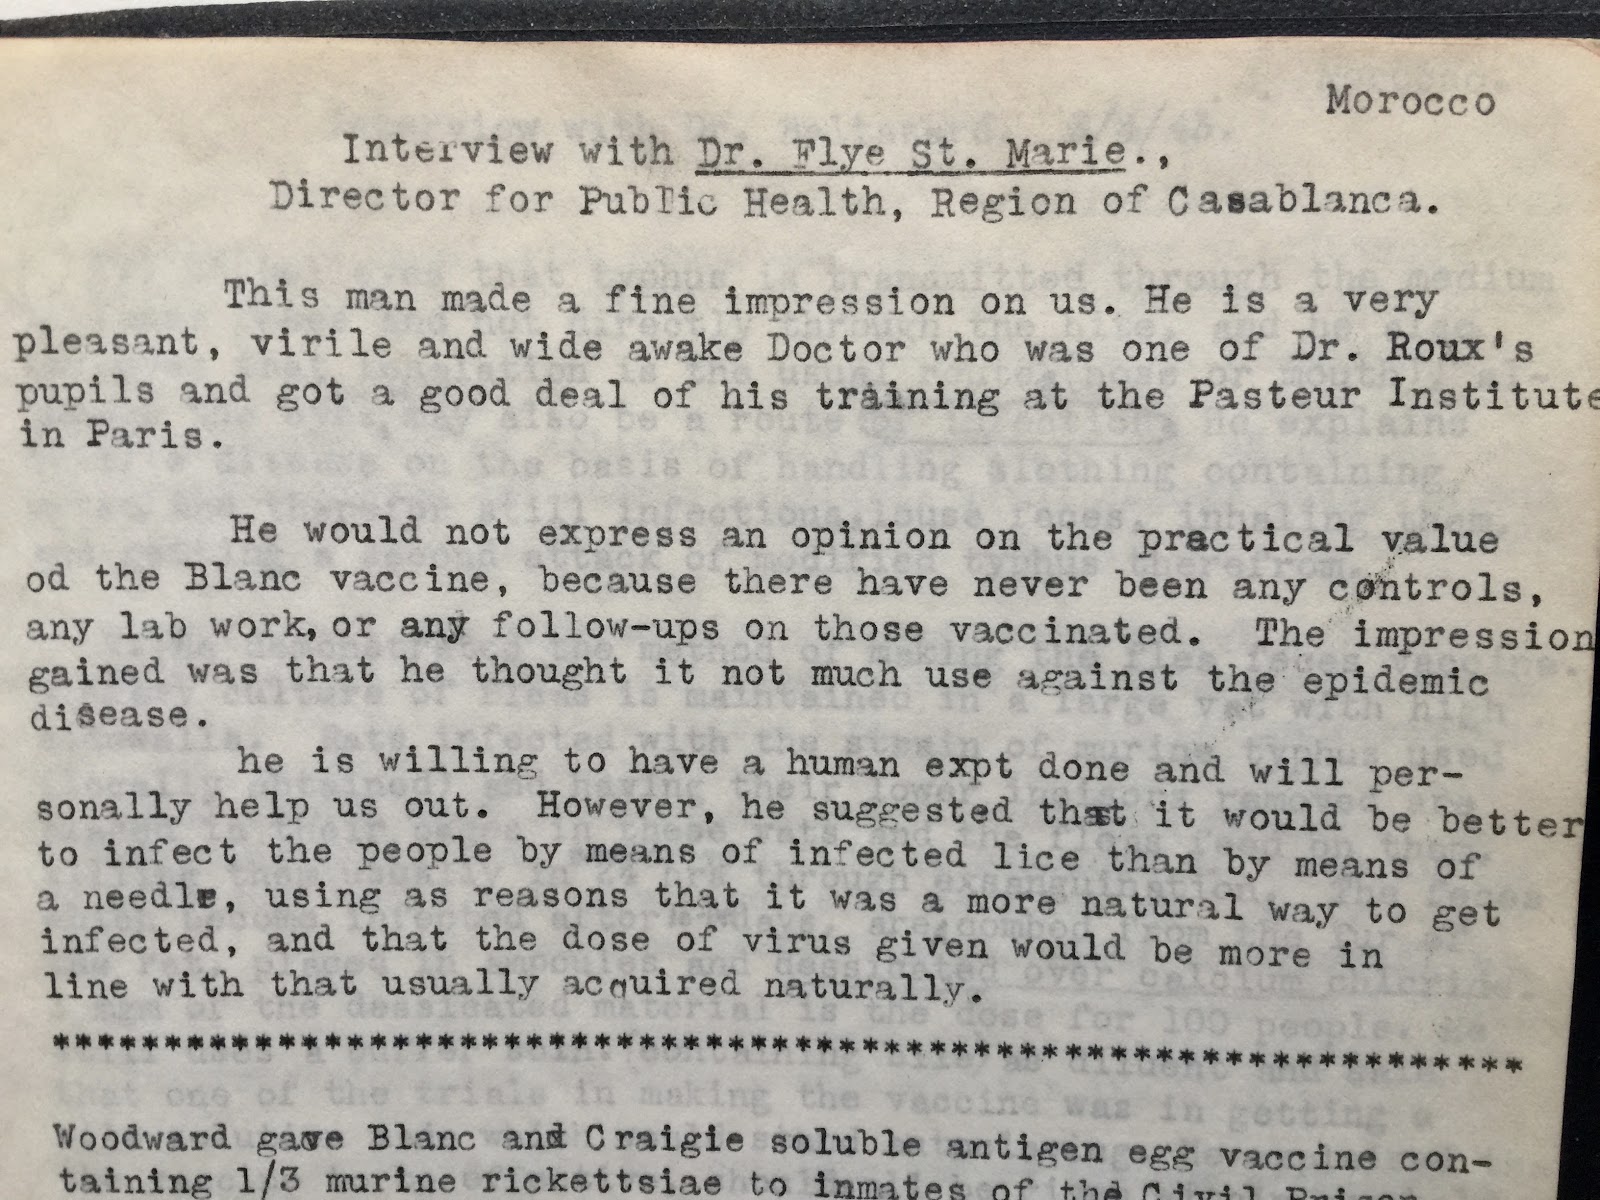 Morocco
Interview with Dr. Flye St. Marie.,
Director for Public Health, Region of Casablanca.
This man made a fine impression on us. He is a very
pleasant, virile and wide awake Doctor who was one of Dr. Roux's
pupils and got a good deal of his training at the Pasteur Institute
in Paris.
He would not express an opinion on the practical value
od the Blanc vaccine, because there have never been any controls,
any lab work, or any follow-ups on those vaccinated. The impression
gained was that he thought it not much use against the epidemic
disease.
he is willing to have a human expt done and will per-
sonally help us out. However, he suggested that it would be better
to infect the people by means of infected lice than by means of
a needle, using as reasons that it was a more natural way to get
infected, and that the dose of virus given would be more in
line with that usually acquired naturally.
******************************************************************
Woodward gave Blanc and Craigie soluble antigen egg vaccine con-
taining 1/3 murine rickettsiae to inmates of the Civil Prison